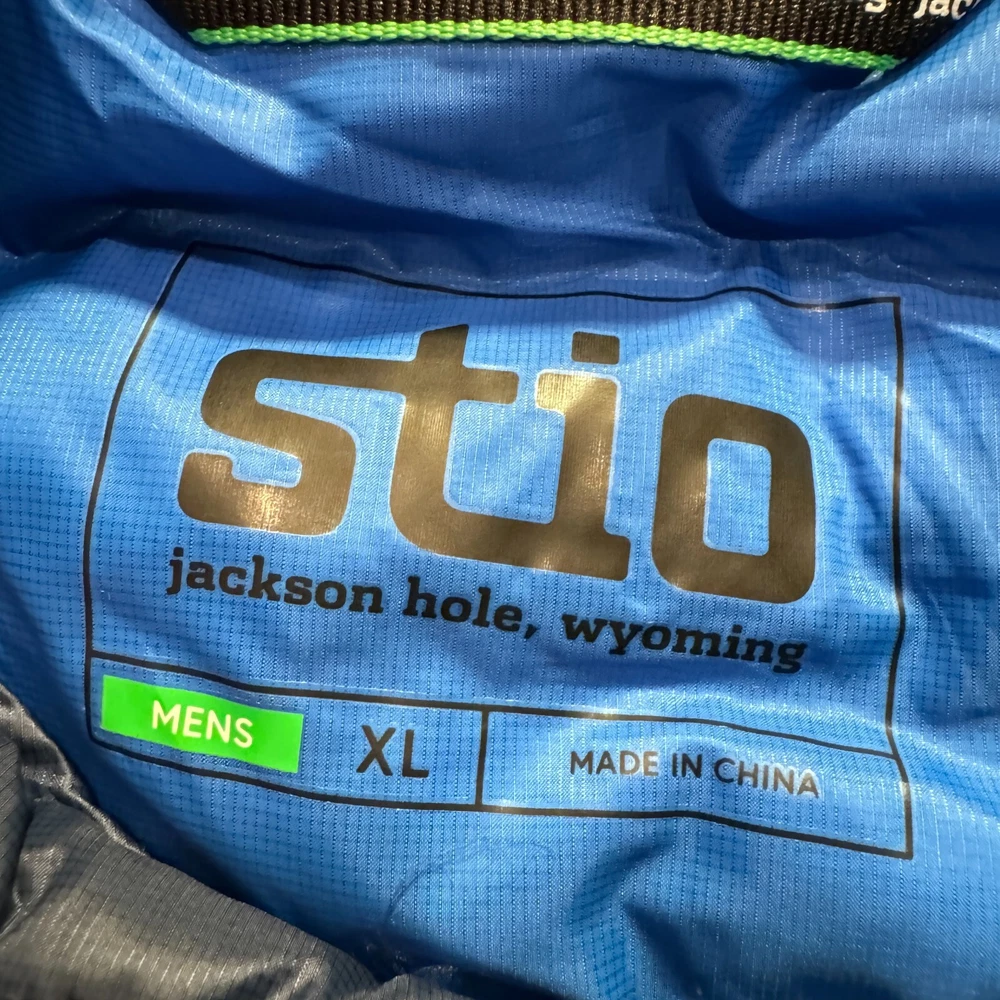 stio
jackson hole, wyoming
MENS XL MADE IN CHINA